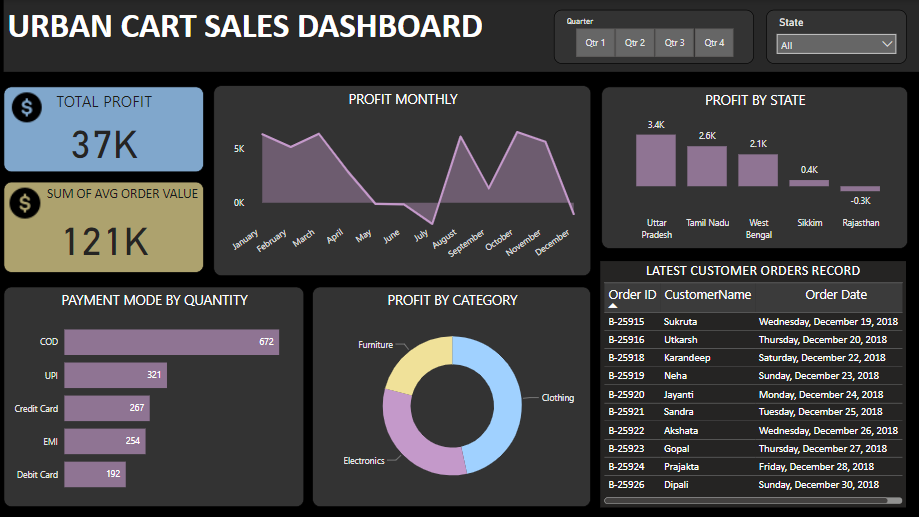 URBAN CART SALES DASHBOARD
Quarter
Qtr 1 Qtr 2 Qtr 3 Qtr 4
State
All
$ TOTAL PROFIT
37K
$ SUM OF AVG ORDER VALUE
121K
PROFIT MONTHLY
5K
0K
January February March April May June July August September October November December
PROFIT BY STATE
3.4K 2.6K 2.1K 0.4K -0.3K
Uttar Pradesh Tamil Nadu West Bengal Sikkim Rajasthan
PAYMENT MODE BY QUANTITY
COD 672
UPI 321
Credit Card 267
EMI 254
Debit Card 192
PROFIT BY CATEGORY
Furniture
Clothing
Electronics
LATEST CUSTOMER ORDERS RECORD
Order ID CustomerName Order Date
B-25915 Sukruta Wednesday, December 19, 2018
B-25916 Utkarsh Thursday, December 20, 2018
B-25918 Karandeep Saturday, December 22, 2018
B-25919 Neha Sunday, December 23, 2018
B-25920 Jayanti Monday, December 24, 2018
B-25921 Sandra Tuesday, December 25, 2018
B-25922 Akshata Wednesday, December 26, 2018
B-25923 Gopal Thursday, December 27, 2018
B-25924 Prajakta Friday, December 28, 2018
B-25926 Dipali Sunday, December 30, 2018